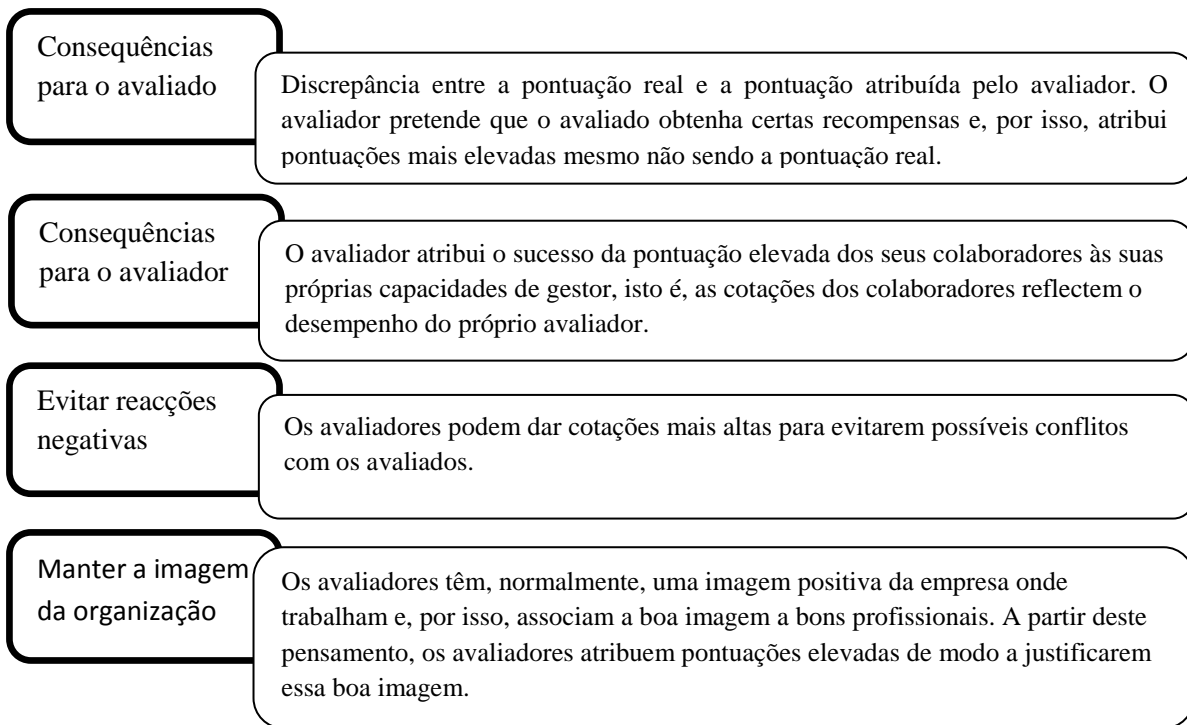 Consequências
para o avaliado
Discrepância entre a pontuação real e a pontuação atribuída pelo avaliador. O
avaliador pretende que o avaliado obtenha certas recompensas e, por isso, atribui
pontuações mais elevadas mesmo não sendo a pontuação real.
Consequências
para o avaliador
O avaliador atribui o sucesso da pontuação elevada dos seus colaboradores às suas
próprias capacidades de gestor, isto é, as cotações dos colaboradores reflectem o
desempenho do próprio avaliador.
Evitar reacções
negativas
Os avaliadores podem dar cotações mais altas para evitarem possíveis conflitos
com os avaliados.
Manter a imagem
da organização
Os avaliadores têm, normalmente, uma imagem positiva da empresa onde
trabalham e, por isso, associam a boa imagem a bons profissionais. A partir deste
pensamento, os avaliadores atribuem pontuações elevadas de modo a justificarem
essa boa imagem.